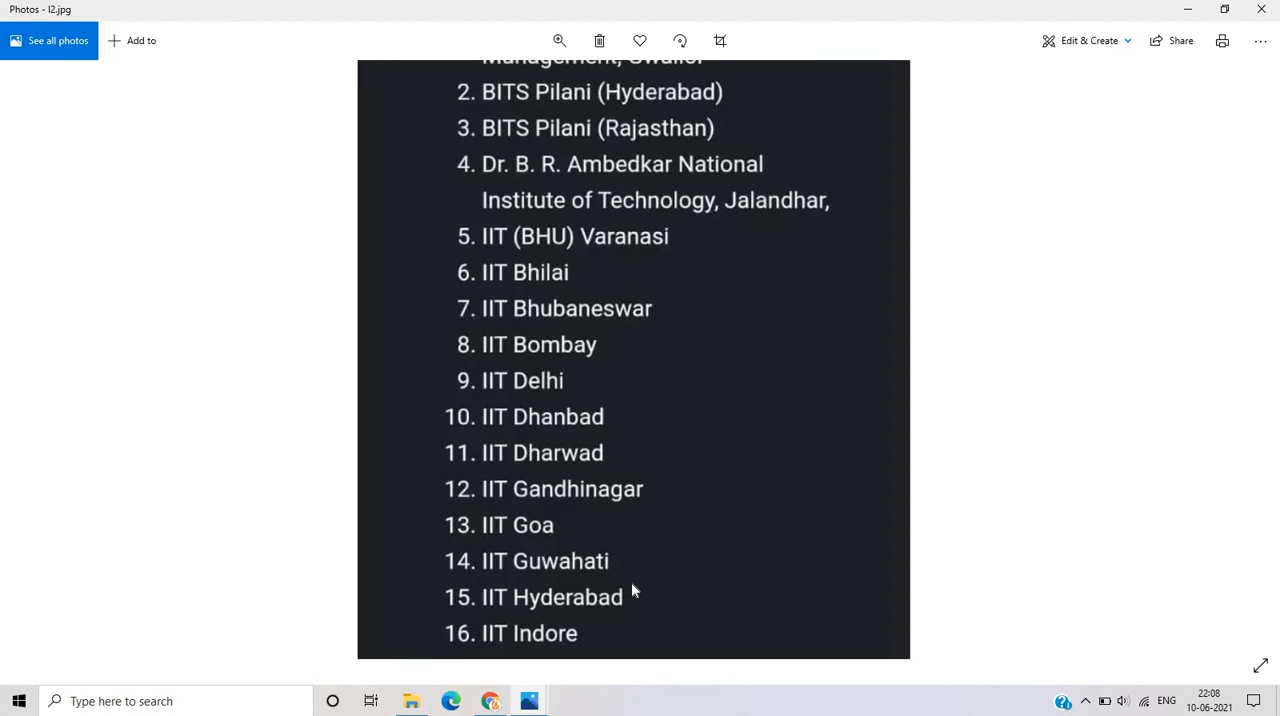 Photos - l2.jpg
See all photos
Add to
Edit & Create
Share
Management, Gwalior
2. BITS Pilani (Hyderabad)
3. BITS Pilani (Rajasthan)
4. Dr. B. R. Ambedkar National
Institute of Technology, Jalandhar,
5. IIT (BHU) Varanasi
6. IIT Bhilai
7. IIT Bhubaneswar
8. IIT Bombay
9. IIT Delhi
10. IIT Dhanbad
11. IIT Dharwad
12. IIT Gandhinagar
13. IIT Goa
14. IIT Guwahati
15. IIT Hyderabad
16. IIT Indore
Type here to search
ENG
22:08
10-06-2021